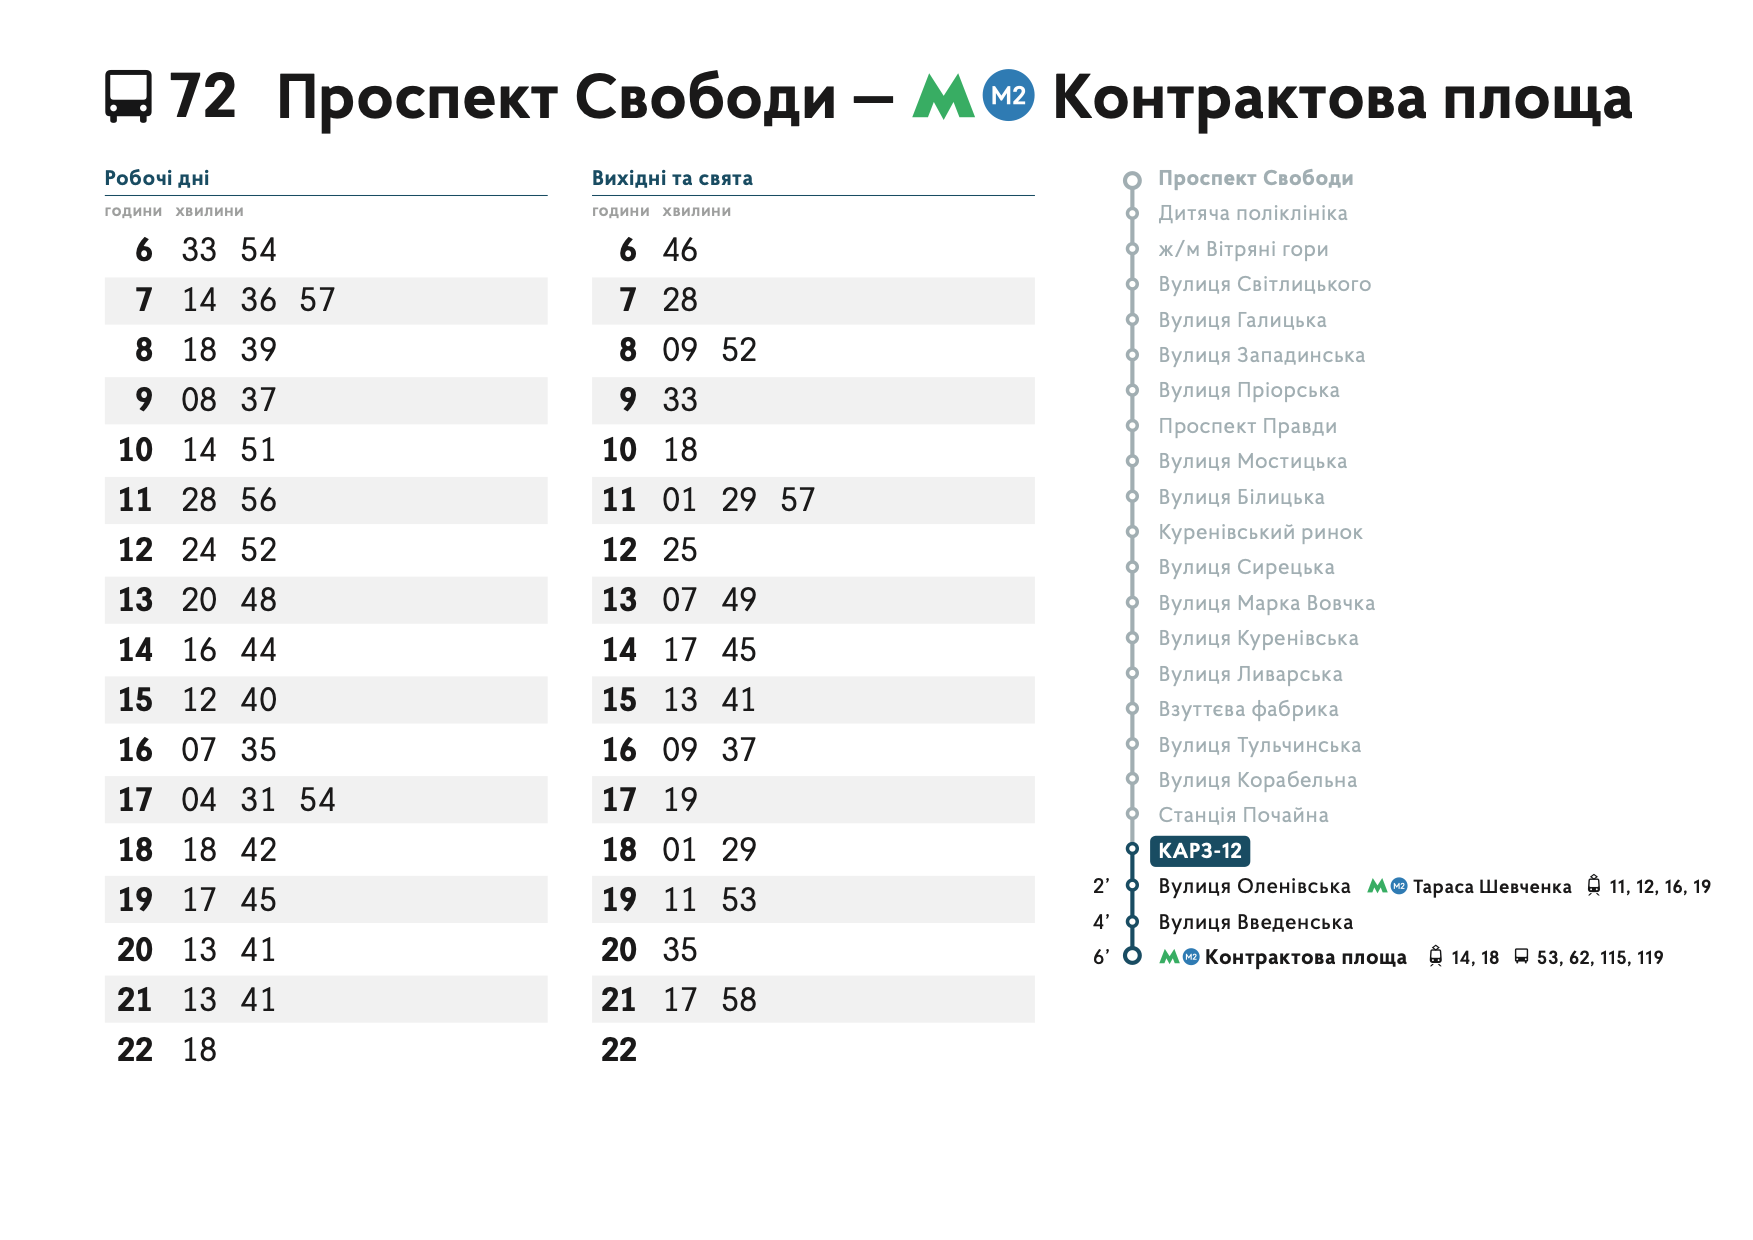 72 Проспект Свободи — М M2 Контрактова площа
Робочі дні
години хвилини
6 33 54
7 14 36 57
8 18 39
9 08 37
10 14 51
11 28 56
12 24 52
13 20 48
14 16 44
15 12 40
16 07 35
17 04 31 54
18 18 42
19 17 45
20 13 41
21 13 41
22 18
Вихідні та свята
години хвилини
6 46
7 28
8 09 52
9 33
10 18
11 01 29 57
12 25
13 07 49
14 17 45
15 13 41
16 09 37
17 19
18 01 29
19 11 53
20 35
21 17 58
22
Проспект Свободи
Дитяча поліклініка
ж/м Вітряні гори
Вулиця Світлицького
Вулиця Галицька
Вулиця Западинська
Вулиця Пріорська
Проспект Правди
Вулиця Мостицька
Вулиця Білицька
Куренівський ринок
Вулиця Сирецька
Вулиця Марка Вовчка
Вулиця Куренівська
Вулиця Ливарська
Взуттєва фабрика
Вулиця Тульчинська
Вулиця Корабельна
Станція Почайна
КАРЗ-12
2’ Вулиця Оленівська М M2 Тараса Шевченка 11, 12, 16, 19
4’ Вулиця Введенська
6’ М M2 Контрактова площа 14, 18 53, 62, 115, 119